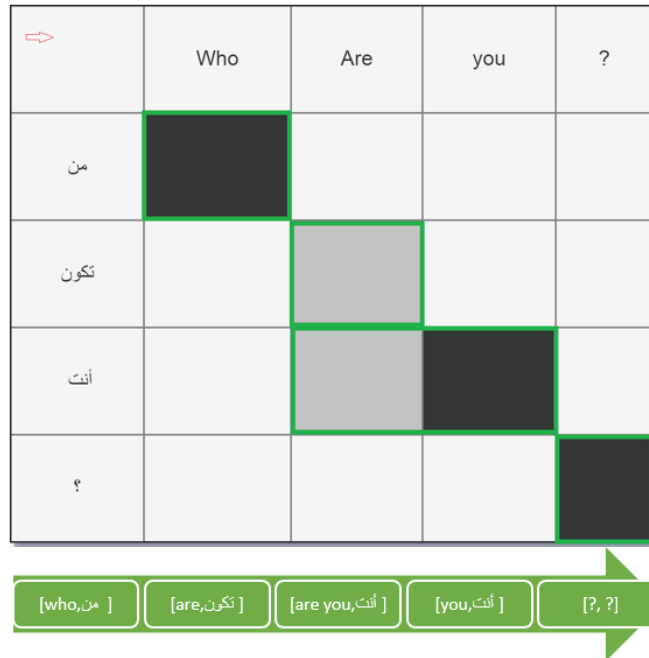 Who Are you ?
من
تكون
أنت
؟
[who,من ] [are,تكون ] [are you,أنت ] [you,أنت ] [?, ?]